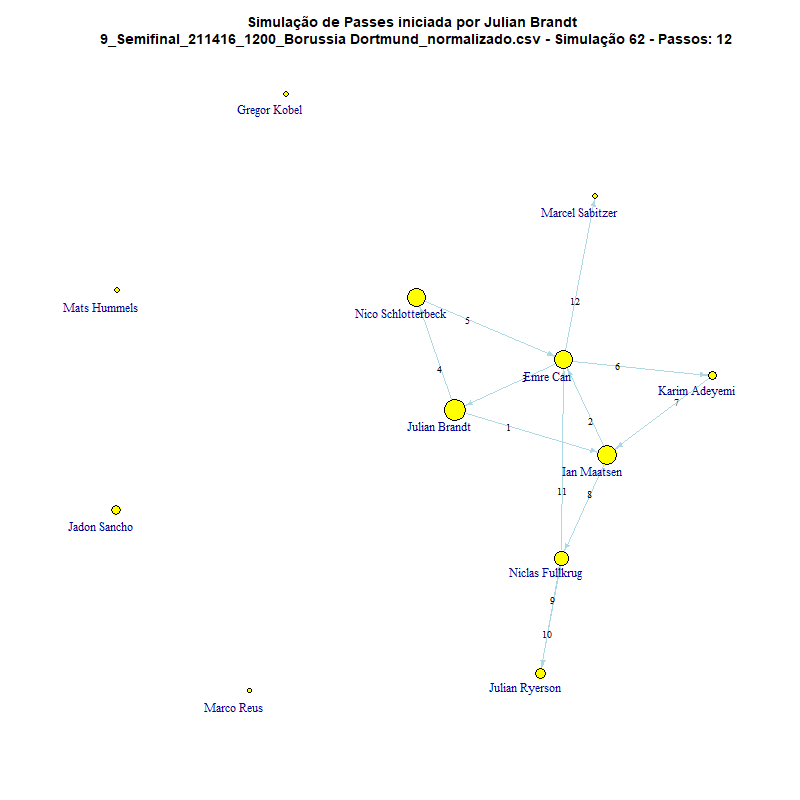 Simulação de Passes iniciada por Julian Brandt
9_Semifinal_211416_1200_Borussia Dortmund_normalizado.csv - Simulação 62 - Passos: 12
Gregor Kobel
Marcel Sabitzer
Mats Hummels
12
Nico Schlotterbeck
5
6
4
3
Emre Can
Karim Adeyemi
7
2
Julian Brandt
1
Ian Maatsen
11
8
Jadon Sancho
Niclas Fullkrug
9
10
Julian Ryerson
Marco Reus